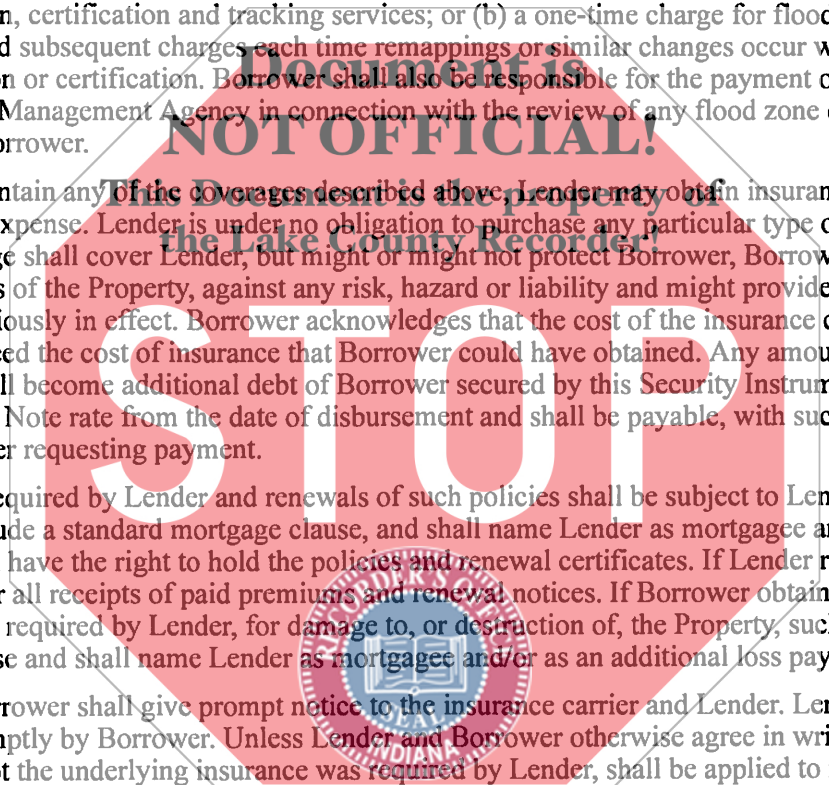 n, certification and tracking services; or (b) a one-time charge for flood
d subsequent charges each time remappings or similar changes occur w
n or certification. Borrower shall also be responsible for the payment o
Management Agency in connection with the review of any flood zone
orrower.
Document is
NOT OFFICIAL!
This Document is the property of
the Lake County Recorder!
ntain any of the coverages described above, Lender may obtain insuran
xpense. Lender is under no obligation to purchase any particular type o
ge shall cover Lender, but might or might not protect Borrower, Borrow
s of the Property, against any risk, hazard or liability and might provide
iously in effect. Borrower acknowledges that the cost of the insurance
ed the cost of insurance that Borrower could have obtained. Any amou
ll become additional debt of Borrower secured by this Security Instrum
Note rate from the date of disbursement and shall be payable, with suc
er requesting payment.
STOP
equired by Lender and renewals of such policies shall be subject to Len
ude a standard mortgage clause, and shall name Lender as mortgagee a
have the right to hold the policies and renewal certificates. If Lender r
r all receipts of paid premiums and renewal notices. If Borrower obtain
required by Lender, for damage to, or destruction of, the Property, suc
se and shall name Lender as mortgagee and/or as an additional loss pay
RECORDER'S OFFICE
SEAL
INDIANA
rrower shall give prompt notice to the insurance carrier and Lender. Le
nptly by Borrower. Unless Lender and Borrower otherwise agree in wri
t the underlying insurance was required by Lender, shall be applied to